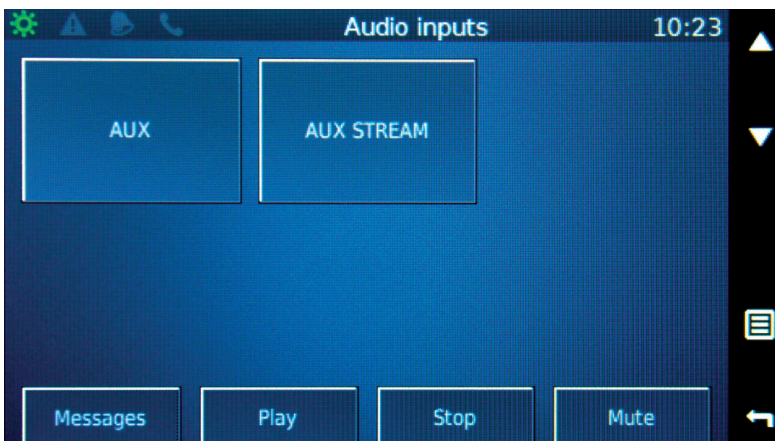 Audio inputs 10:23
AUX AUX STREAM
Messages Play Stop Mute